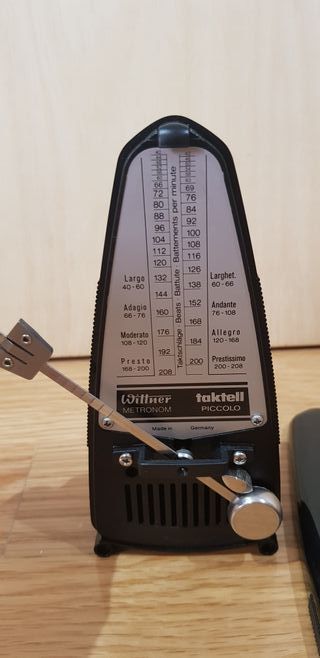 66
69
72
76
80
84
88
92
96
100
104
108
112
116
120
126
132
138
144
152
160
168
176
184
192
200
208
Taktschläge Beats Battute Battements per minute
Largo
40-60
Adagio
66-76
Moderato
108-120
Presto
168-200
Larghet.
60-66
Andante
76-108
Allegro
120-168
Prestissimo
200-208
Wittner
METRONOM
taktell
PICCOLO
Made in Germany